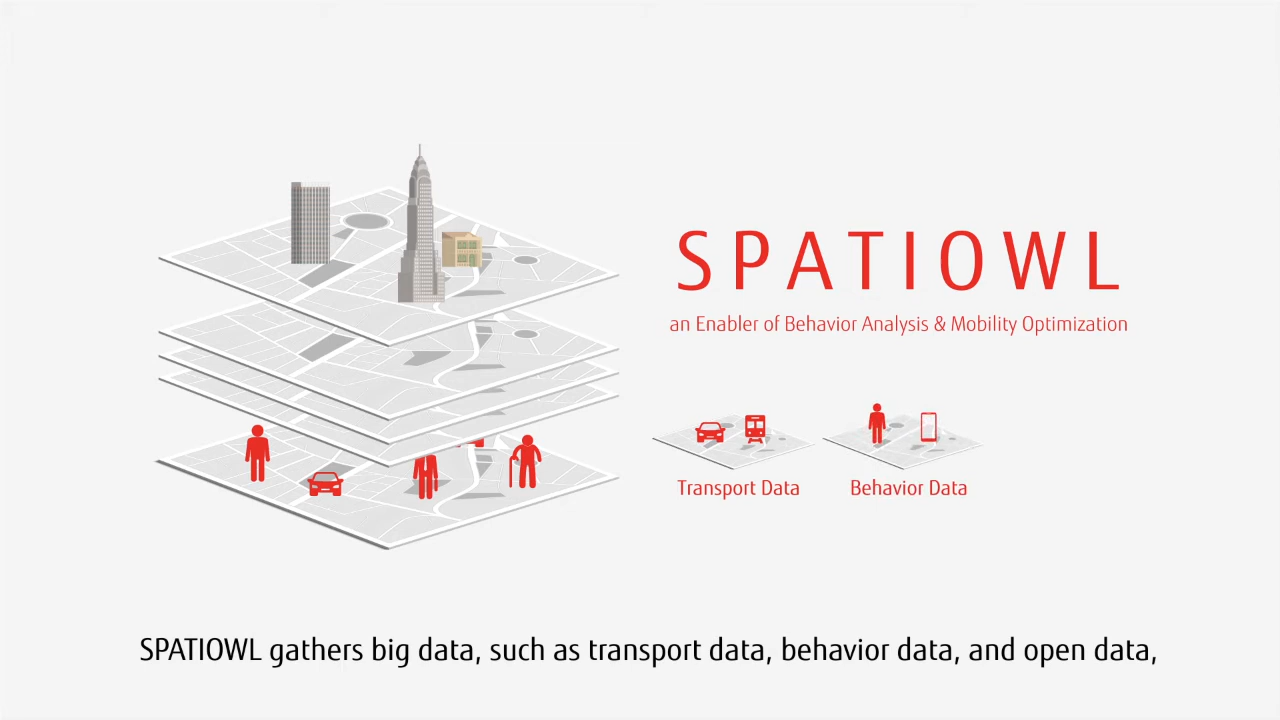 SPATIOWL
an Enabler of Behavior Analysis & Mobility Optimization
Transport Data
Behavior Data
SPATIOWL gathers big data, such as transport data, behavior data, and open data,